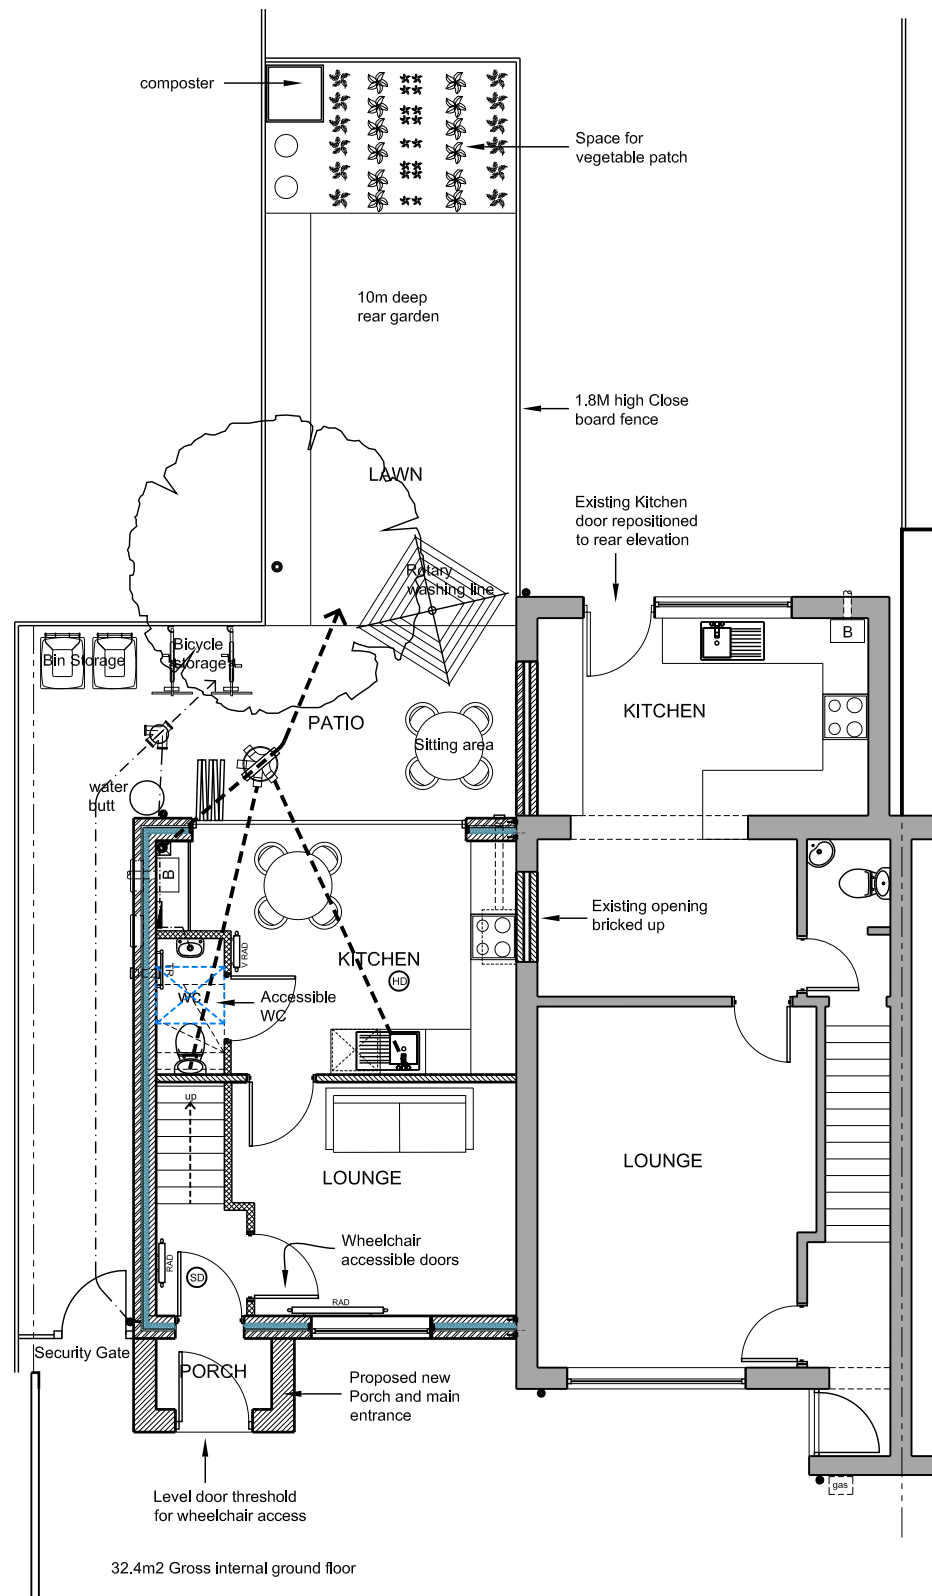 composter
Space for
vegetable patch
10m deep
rear garden
1.8M high Close
board fence
LAWN
Existing Kitchen
door repositioned
to rear elevation
Rotary
washing line
Bin Storage
Bicycle
storage
B
KITCHEN
PATIO
Sitting area
water
butt
B
Existing opening
bricked up
V RAD
KITCHEN
HD
TR
WC
Accessible
WC
up
LOUNGE
LOUNGE
Wheelchair
accessible doors
RAD
SD
RAD
Security Gate
PORCH
Proposed new
Porch and main
entrance
gas
Level door threshold
for wheelchair access
32.4m2 Gross internal ground floor